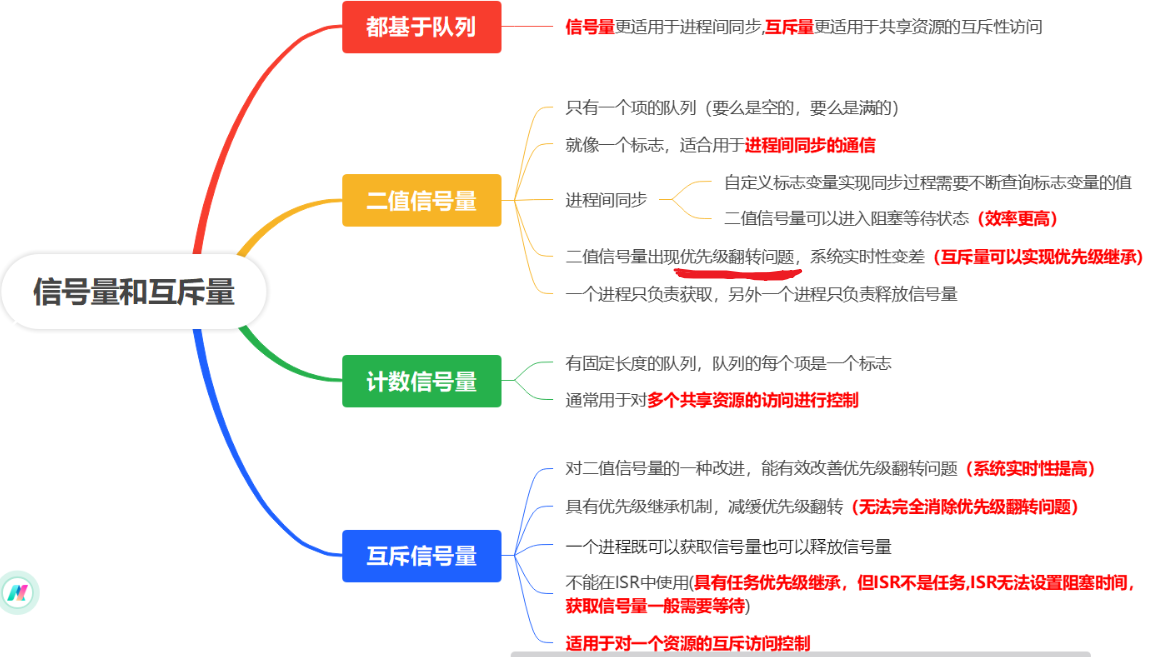 都基于队列
信号量更适用于进程间同步,互斥量更适用于共享资源的互斥性访问
只有一个项的队列（要么是空的，要么是满的）
就像一个标志，适合用于进程间同步的通信
二值信号量
进程间同步
自定义标志变量实现同步过程需要不断查询标志变量的值
二值信号量可以进入阻塞等待状态（效率更高）
二值信号量出现优先级翻转问题，系统实时性变差（互斥量可以实现优先级继承）
一个进程只负责获取，另外一个进程只负责释放信号量
信号量和互斥量
计数信号量
有固定长度的队列，队列的每个项是一个标志
通常用于对多个共享资源的访问进行控制
互斥信号量
对二值信号量的一种改进，能有效改善优先级翻转问题（系统实时性提高）
具有优先级继承机制，减缓优先级翻转（无法完全消除优先级翻转问题）
一个进程既可以获取信号量也可以释放信号量
不能在ISR中使用(具有任务优先级继承，但ISR不是任务,ISR无法设置阻塞时间，
获取信号量一般需要等待)
适用于对一个资源的互斥访问控制